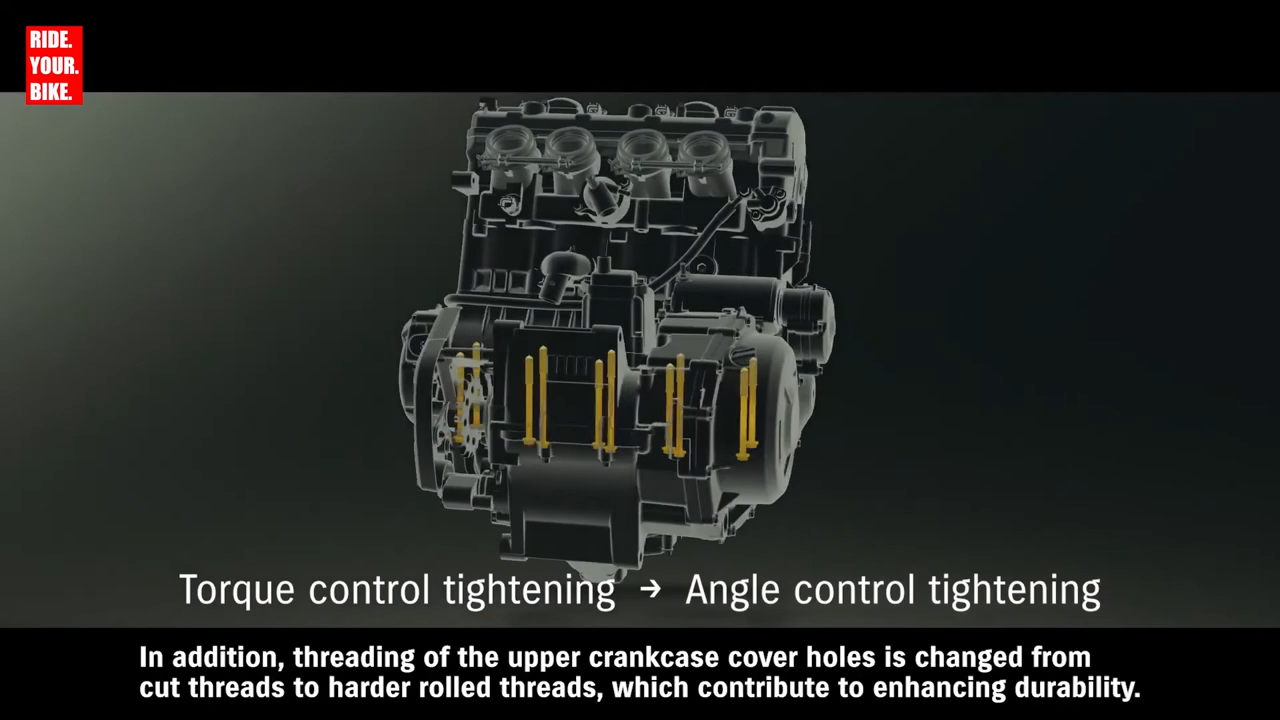 RIDE.
YOUR.
BIKE.
Torque control tightening → Angle control tightening
In addition, threading of the upper crankcase cover holes is changed from
cut threads to harder rolled threads, which contribute to enhancing durability.